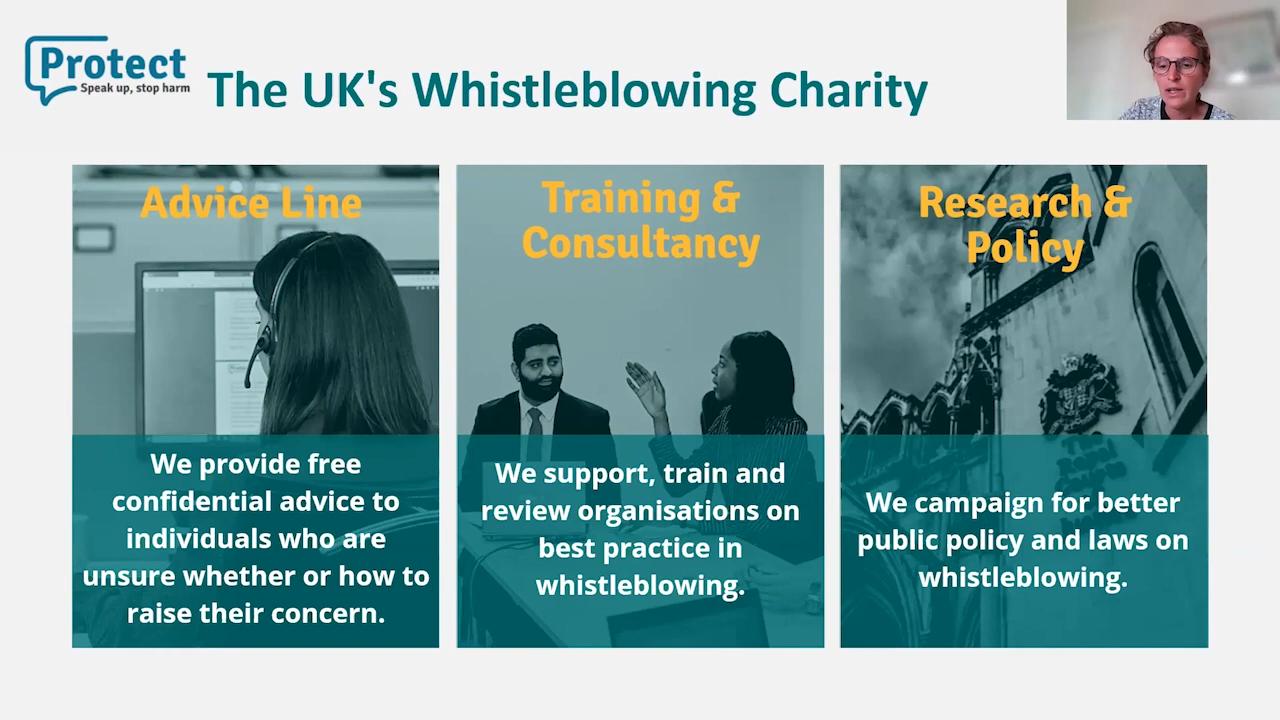 Protect
Speak up, stop harm
The UK's Whistleblowing Charity
Advice Line
We provide free
confidential advice to
individuals who are
unsure whether or how to
raise their concern.
Training &
Consultancy
We support, train and
review organisations on
best practice in
whistleblowing.
Research &
Policy
We campaign for better
public policy and laws on
whistleblowing.